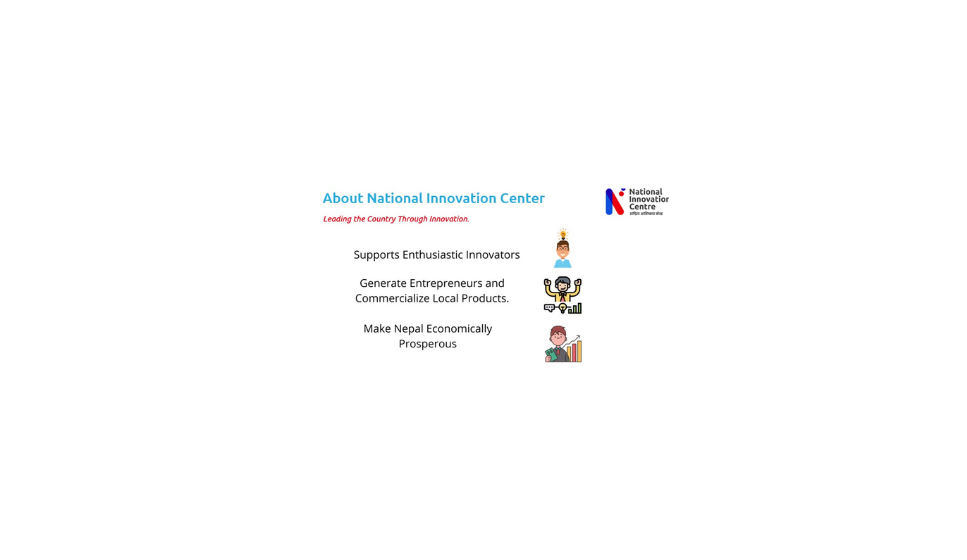 About National Innovation Center
Leading the Country Through Innovation.
National
Innovation
Centre
राष्ट्रिय आविष्कार केन्द्र
Supports Enthusiastic Innovators
Generate Entrepreneurs and
Commercialize Local Products.
Make Nepal Economically
Prosperous